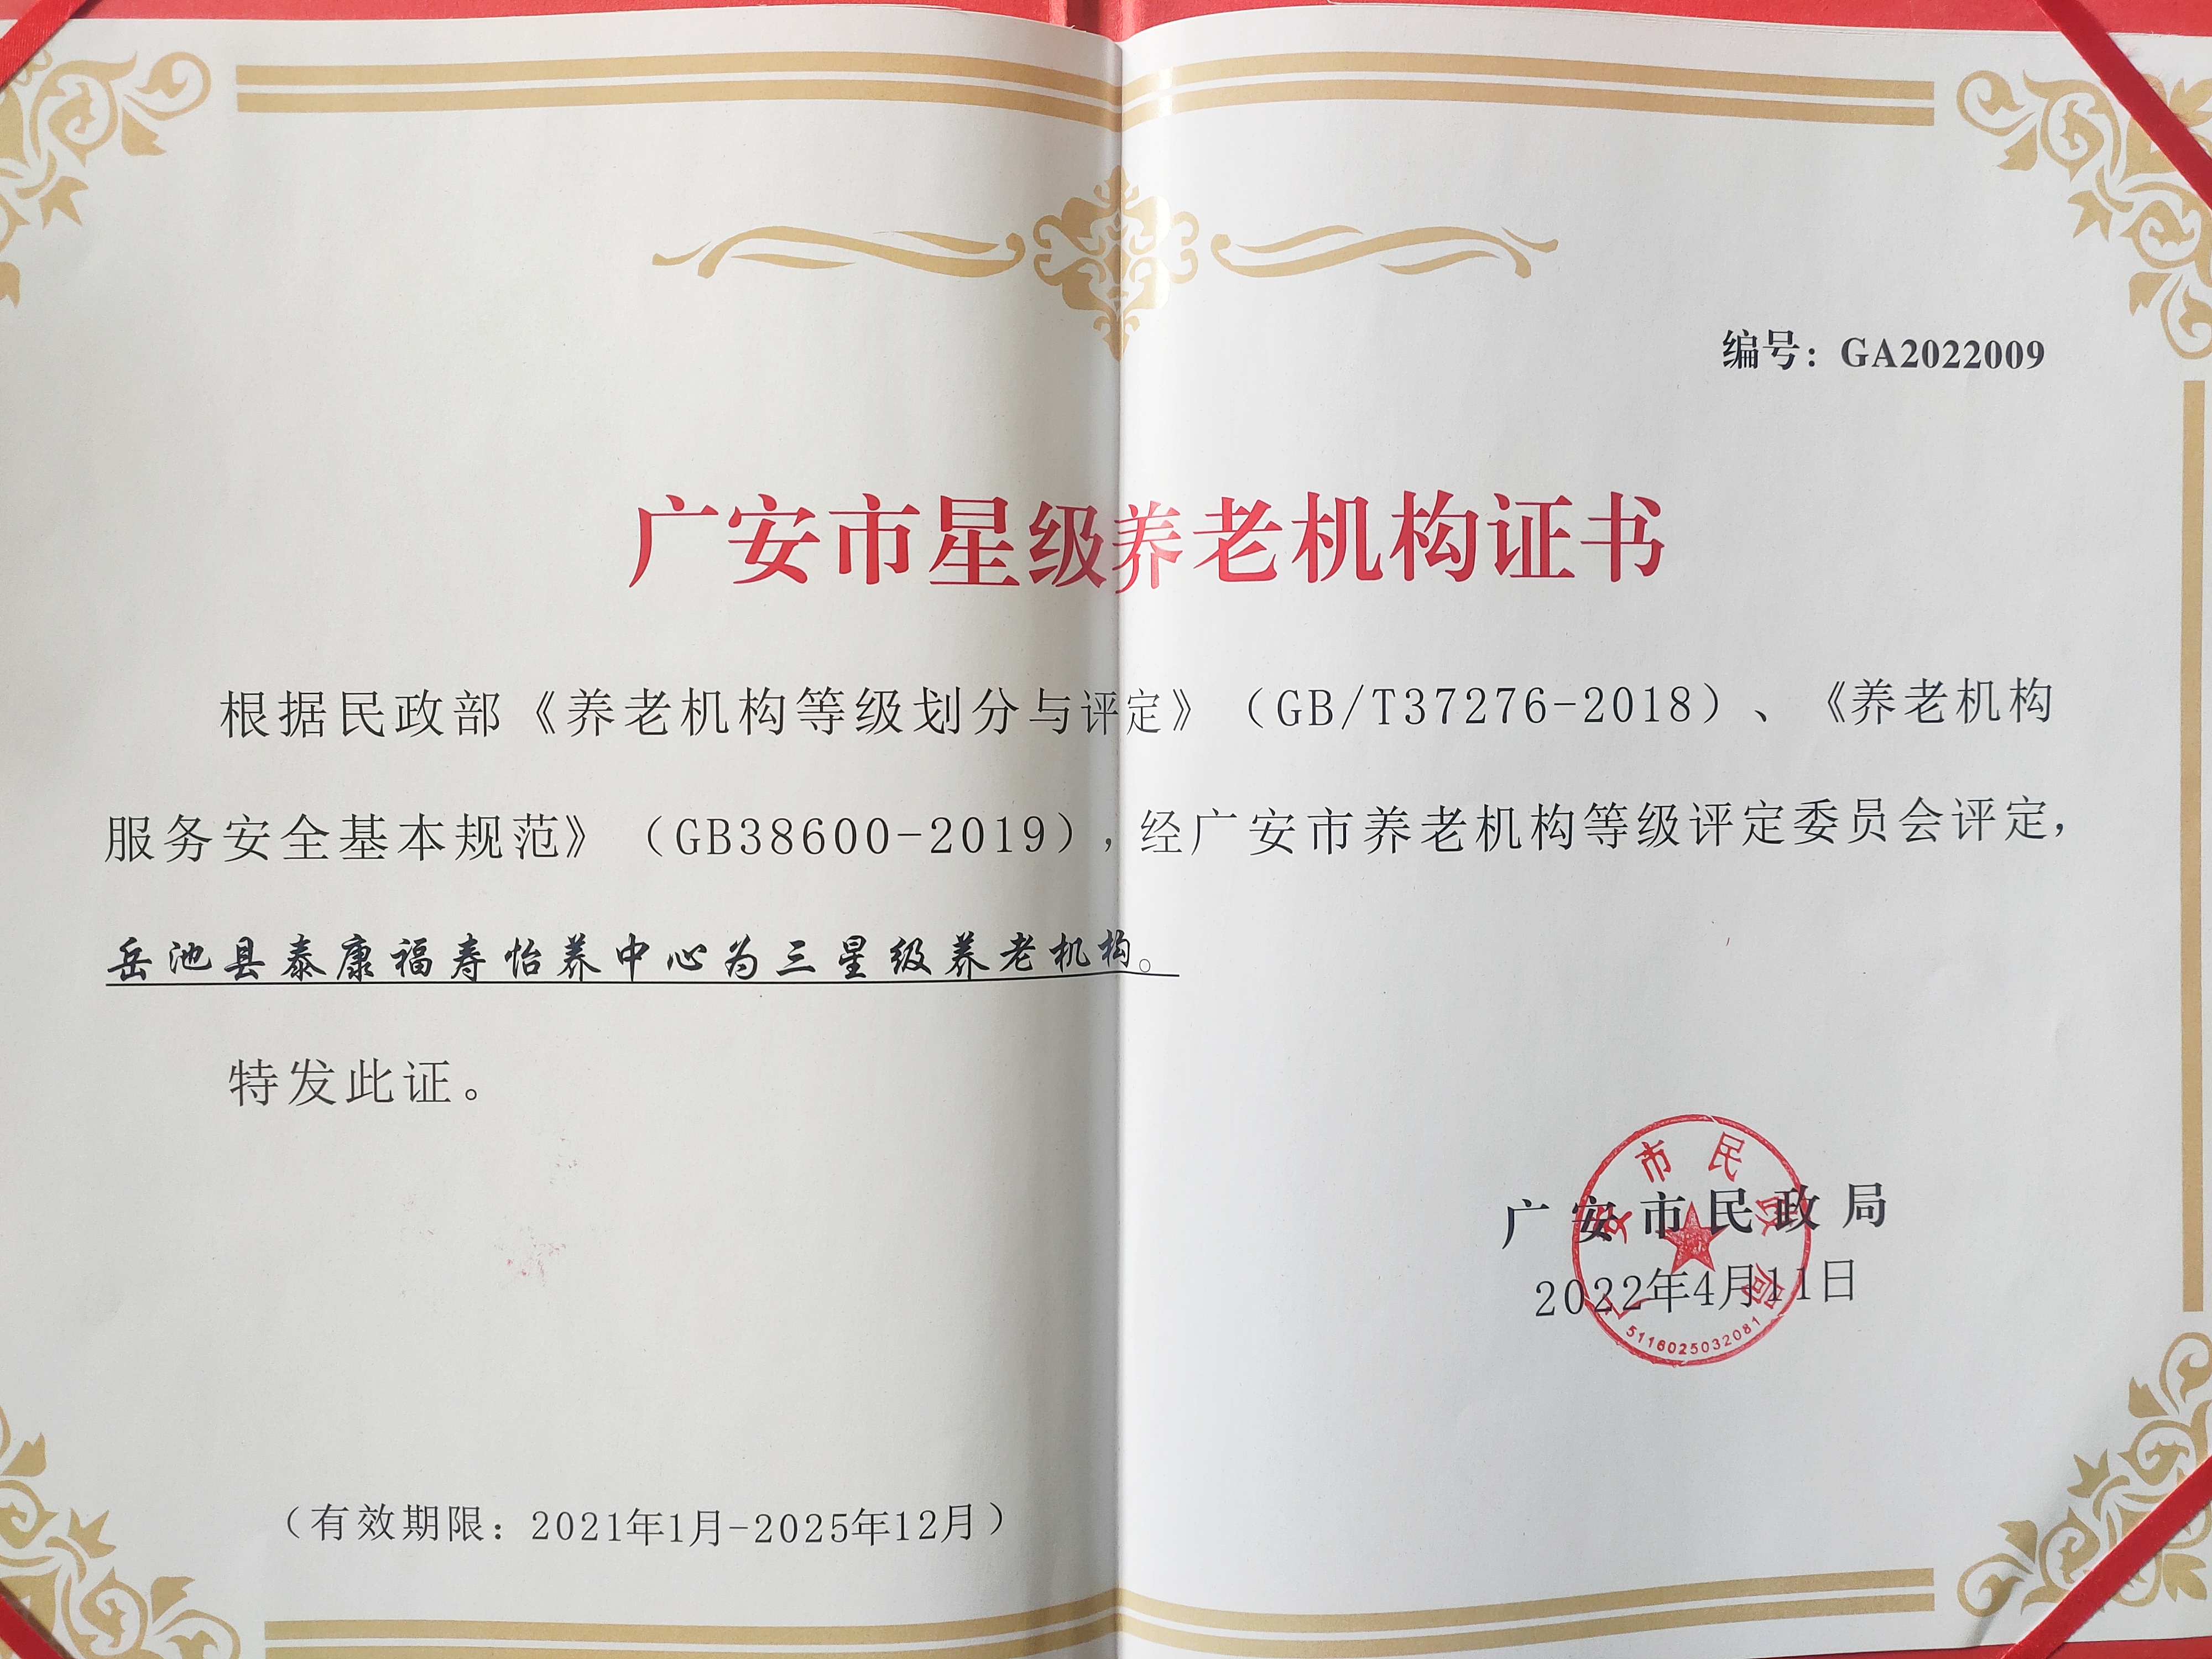 编号：GA2022009
广安市星级养老机构证书
根据民政部《养老机构等级划分与评定》（GB/T37276-2018）、《养老机构
服务安全基本规范》（GB38600-2019），经广安市养老机构等级评定委员会评定，
岳池县泰康福寿怡养中心为三星级养老机构。
特发此证。
广安市民政局
2022年4月11日
广安市民政局
5116025032081
（有效期限：2021年1月-2025年12月）